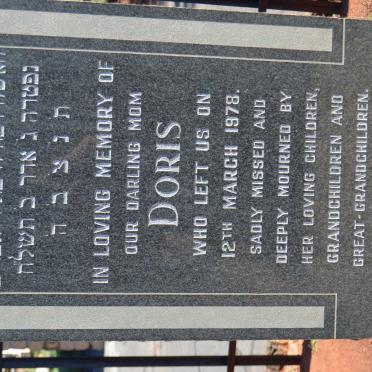 נפטרה ג אדר ב תשל״ח
ת נ צ ב ה
IN LOVING MEMORY OF
OUR DARLING MOM
DORIS
WHO LEFT US ON
12TH MARCH 1978.
SADLY MISSED AND
DEEPLY MOURNED BY
HER LOVING CHILDREN,
GRANDCHILDREN AND
GREAT-GRANDCHILDREN.